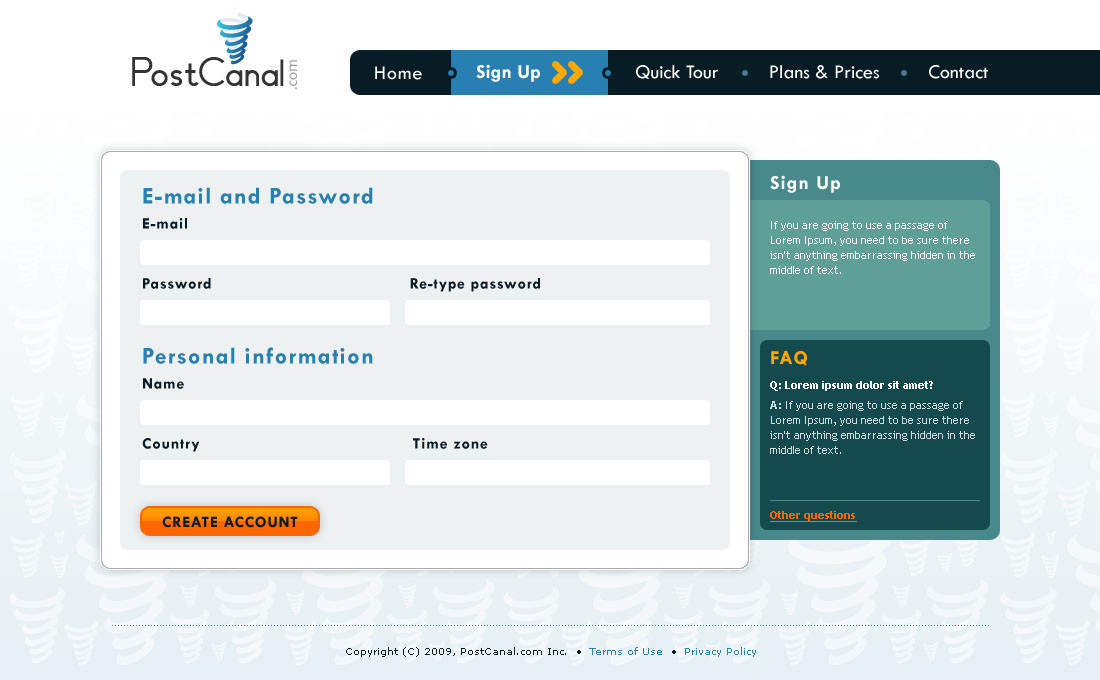 PostCanal.com
Home
Sign Up
Quick Tour
Plans & Prices
Contact
E-mail and Password
E-mail
Password
Re-type password
Personal information
Name
Country
Time zone
CREATE ACCOUNT
Sign Up
If you are going to use a passage of
Lorem Ipsum, you need to be sure there
isn't anything embarrassing hidden in the
middle of text.
FAQ
Q: Lorem ipsum dolor sit amet?
A: If you are going to use a passage of
Lorem Ipsum, you need to be sure there
isn't anything embarrassing hidden in the
middle of text.
Other questions
Copyright (C) 2009, PostCanal.com Inc. • Terms of Use • Privacy Policy